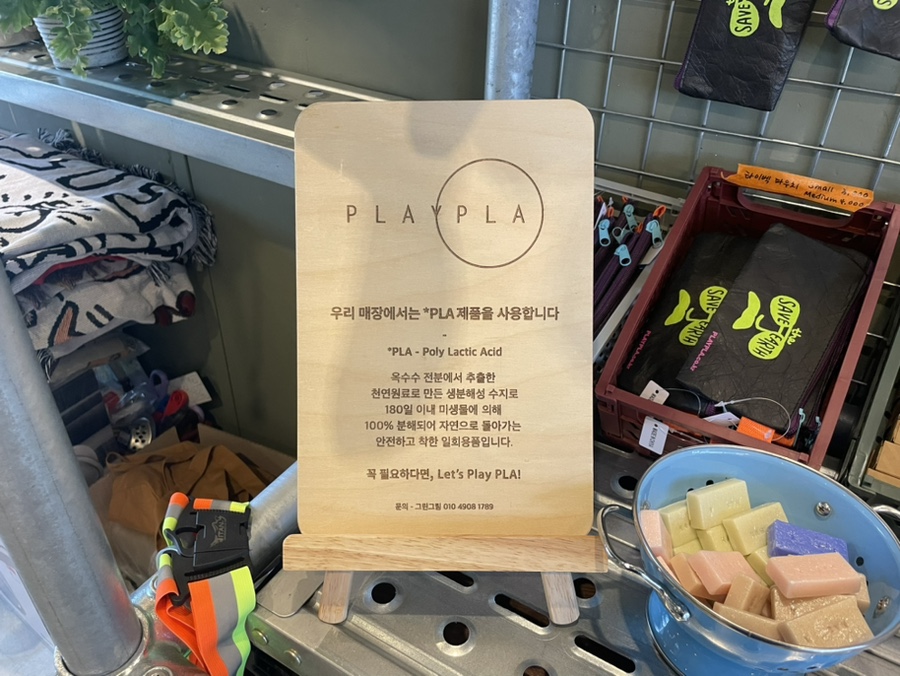 PLAYPLA
우리 매장에서는 *PLA 제품을 사용합니다
-
*PLA - Poly Lactic Acid
옥수수 전분에서 추출한
천연원료로 만든 생분해성 수지로
180일 이내 미생물에 의해
100% 분해되어 자연으로 돌아가는
안전하고 착한 일회용품입니다.
꼭 필요하다면, Let's Play PLA!
문의 - 그린그림 010 4908 1789
SAVE
small
Medium
SAVE
the
EARTH
SAVE
the
EARTH